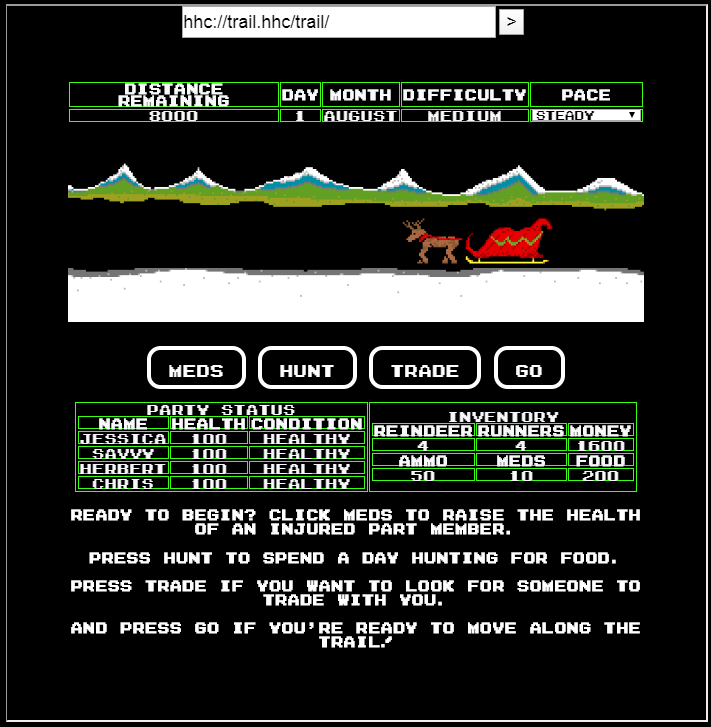 hhc://trail.hhc/trail/ >
DISTANCE REMAINING DAY MONTH DIFFICULTY PACE
8000 1 AUGUST MEDIUM STEADY
MEDS HUNT TRADE GO
PARTY STATUS
NAME HEALTH CONDITION
JESSICA 100 HEALTHY
SAVVY 100 HEALTHY
HERBERT 100 HEALTHY
CHRIS 100 HEALTHY
INVENTORY
REINDEER RUNNERS MONEY
4 4 1600
AMMO MEDS FOOD
50 10 200
READY TO BEGIN? CLICK MEDS TO RAISE THE HEALTH
OF AN INJURED PART MEMBER.
PRESS HUNT TO SPEND A DAY HUNTING FOR FOOD.
PRESS TRADE IF YOU WANT TO LOOK FOR SOMEONE TO
TRADE WITH YOU.
AND PRESS GO IF YOU'RE READY TO MOVE ALONG THE
TRAIL!